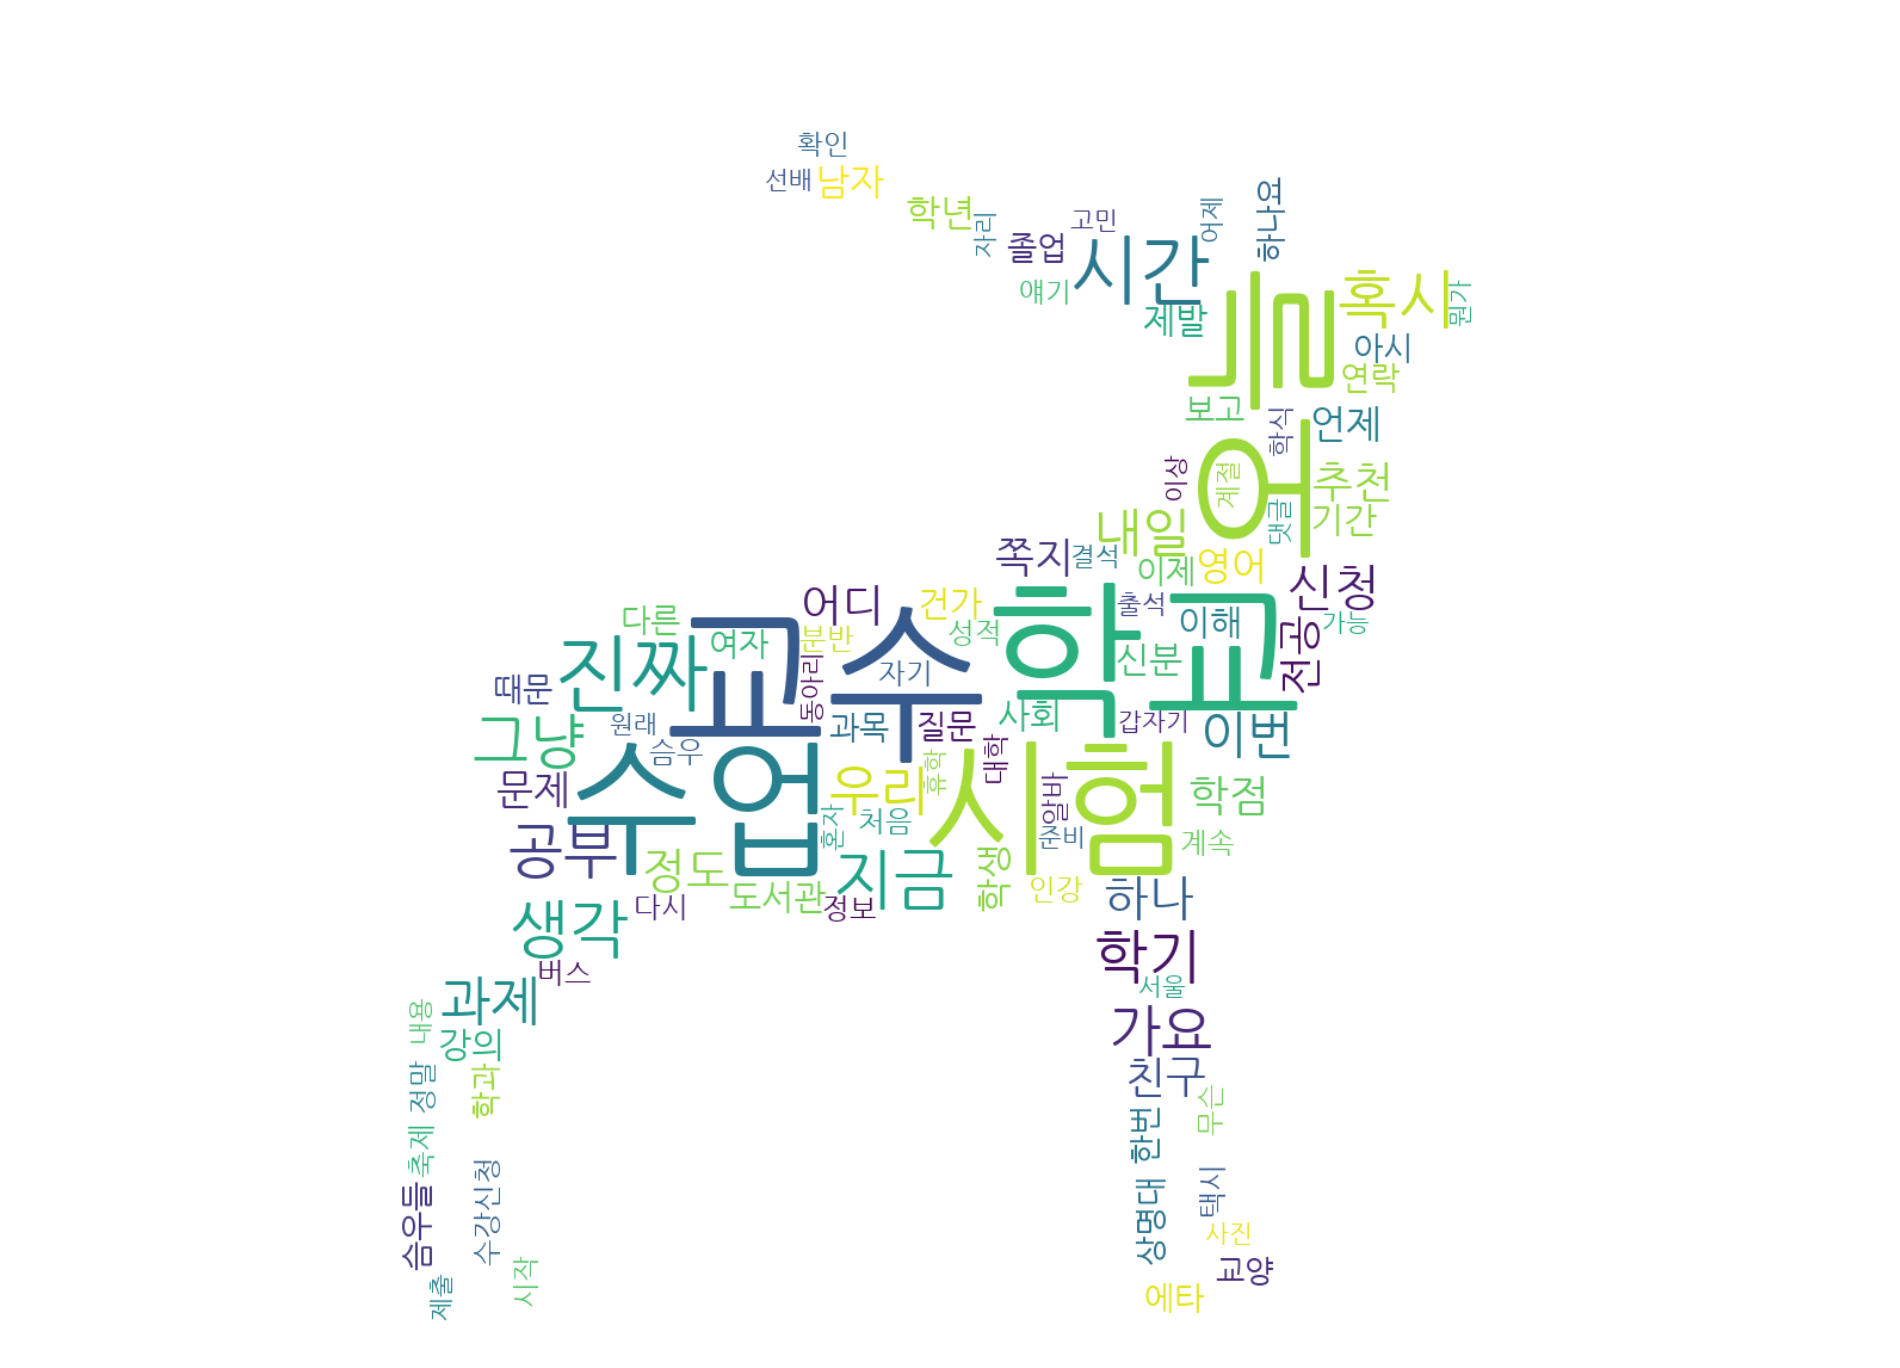 확인
선배
남자
학년
자리
졸업
고민
어제
하나요
시간
얘기
제발
오늘
혹시
뭔가
아시
연락
보고
학식
언제
이상
계절
추천
댓글
기간
내일
쪽지
결석
이제
영어
신청
어디
건가
학교
출석
이해
가능
다른
여자
분반
성적
신분
전공
진짜
교수
자기
때문
동아리
원래
과목
질문
사회
갑자기
이번
그냥
슴우
대학
문제
수업
우리
휴학
시험
알바
학점
혼자
처음
준비
계속
공부
정도
도서관
지금
학생
인강
하나
생각
다시
정보
학기
버스
서울
과제
내용
강의
가요
정말
학과
친구
무슨
축제
한번
슴우들
수강신청
상명대
택시
사진
제출
시작
교양
에타